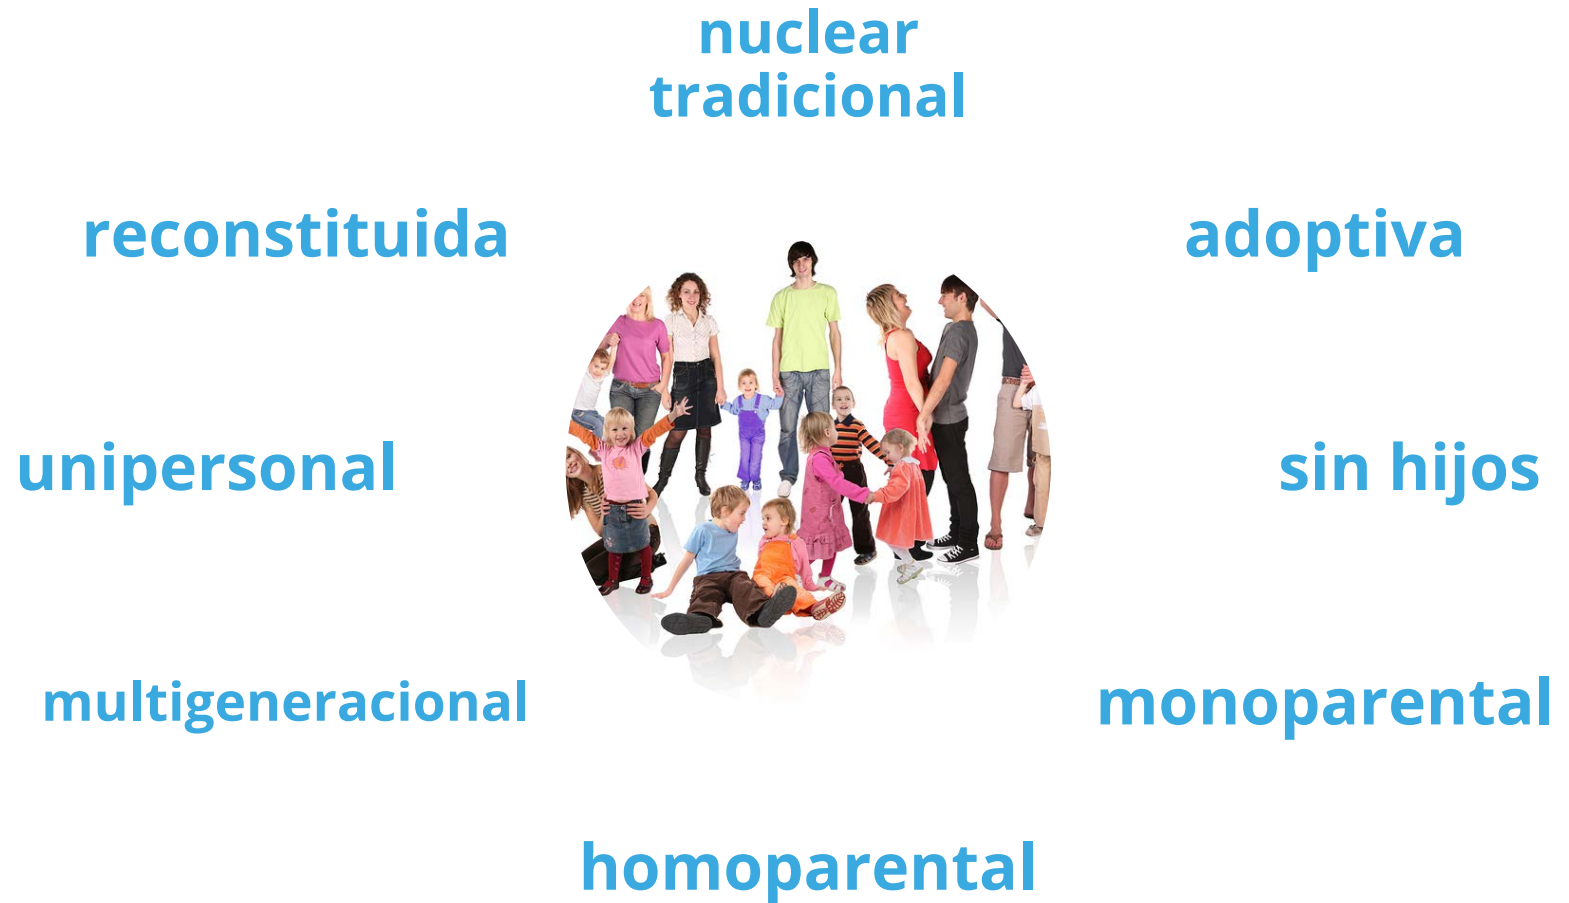 nuclear
tradicional
reconstituida
adoptiva
unipersonal
sin hijos
multigeneracional
monoparental
homoparental